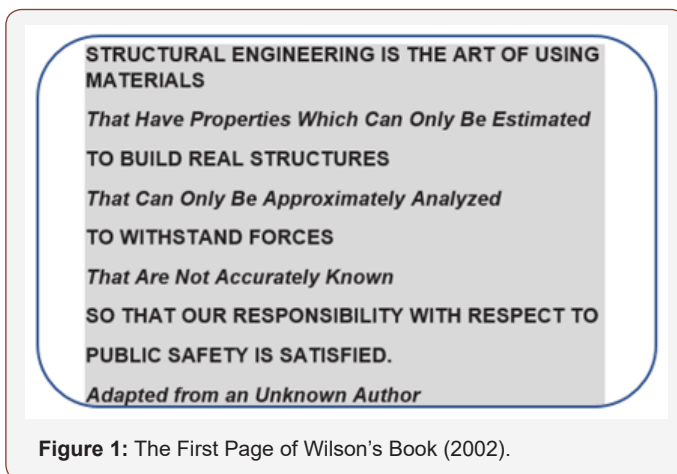 STRUCTURAL ENGINEERING IS THE ART OF USING
MATERIALS
That Have Properties Which Can Only Be Estimated
TO BUILD REAL STRUCTURES
That Can Only Be Approximately Analyzed
TO WITHSTAND FORCES
That Are Not Accurately Known
SO THAT OUR RESPONSIBILITY WITH RESPECT TO
PUBLIC SAFETY IS SATISFIED.
Adapted from an Unknown Author
Figure 1: The First Page of Wilson's Book (2002).